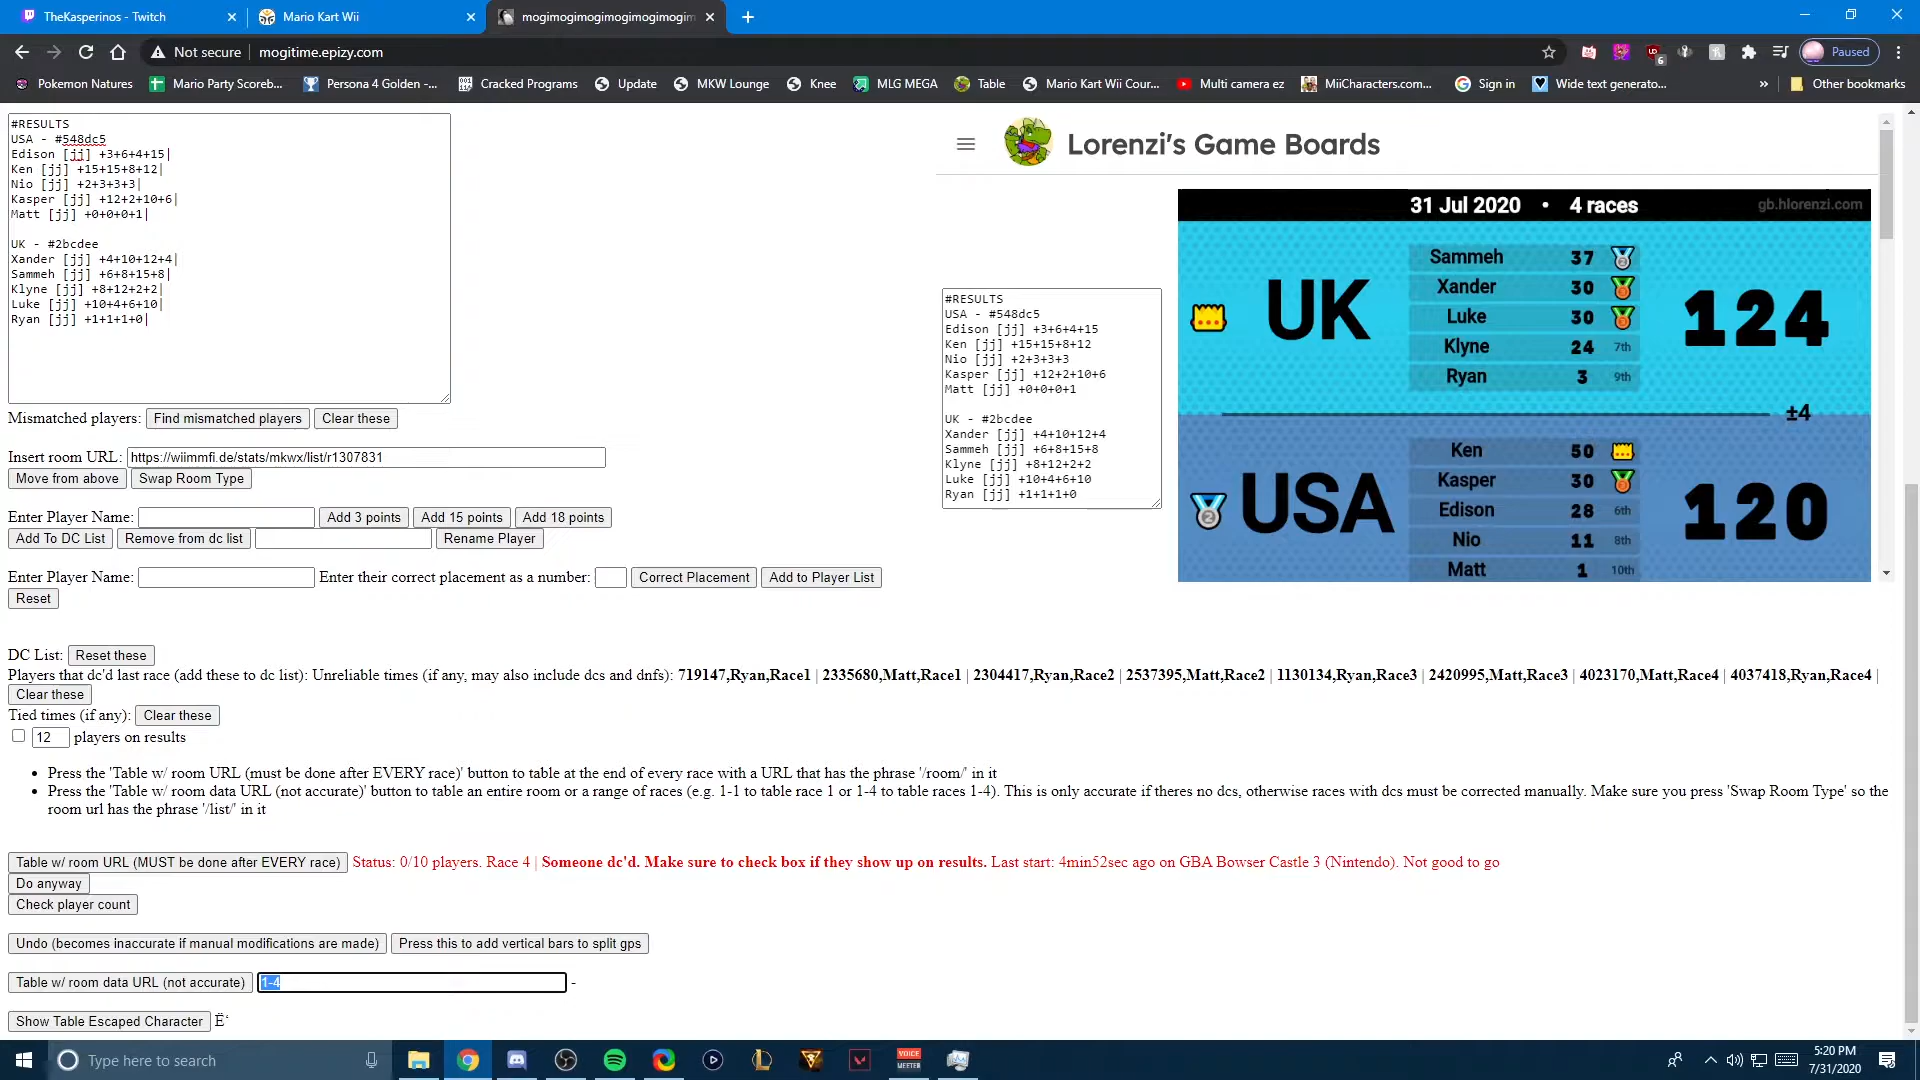 TheKasperinos - Twitch
Mario Kart Wii
mogimogimogimogimogimogim
Not secure
mogitime.epizy.com
6
Paused
Pokemon Natures
Mario Party Scoreb...
Persona 4 Golden -...
Cracked Programs
Update
MKW Lounge
Knee
MLG MEGA
Table
Mario Kart Wii Cour...
Multi camera ez
MiiCharacters.com...
Sign in
Wide text generato...
»
Other bookmarks
#RESULTS
USA - #548dc5
Edison [jj] +3+6+4+15|
Ken [jj] +15+15+8+12|
Nio [jj] +2+3+3+3|
Kasper [jj] +12+2+10+6|
Matt [jj] +0+0+0+1|
UK - #2bcdee
Xander [jj] +4+10+12+4|
Sammeh [jj] +6+8+15+8|
Klyne [jj] +8+12+2+2|
Luke [jj] +10+4+6+10|
Ryan [jj] +1+1+1+0|
Mismatched players: Find mismatched players Clear these
Insert room URL: https://wiimmfi.de/stats/mkwx/list/r1307831
Move from above Swap Room Type
Enter Player Name: Add 3 points Add 15 points Add 18 points
Add To DC List Remove from dc list Rename Player
Enter Player Name: Enter their correct placement as a number: Correct Placement Add to Player List
Reset
Lorenzi's Game Boards
#RESULTS
USA - #548dc5
Edison [jj] +3+6+4+15
Ken [jj] +15+15+8+12
Nio [jj] +2+3+3+3
Kasper [jj] +12+2+10+6
Matt [jj] +0+0+0+1
UK - #2bcdee
Xander [jj] +4+10+12+4
Sammeh [jj] +6+8+15+8
Klyne [jj] +8+12+2+2
Luke [jj] +10+4+6+10
Ryan [jj] +1+1+1+0
31 Jul 2020 • 4 races
gb.hlorenzi.com
UK
Sammeh 37 2
Xander 30 3
Luke 30 3
Klyne 24 7th
Ryan 3 9th
124
±4
2
USA
Ken 50
Kasper 30 3
Edison 28 6th
Nio 11 8th
Matt 1 10th
120
DC List: Reset these
Players that dc'd last race (add these to dc list): Unreliable times (if any, may also include dcs and dnfs): 719147,Ryan,Race1 | 2335680,Matt,Race1 | 2304417,Ryan,Race2 | 2537395,Matt,Race2 | 1130134,Ryan,Race3 | 2420995,Matt,Race3 | 4023170,Matt,Race4 | 4037418,Ryan,Race4 |
Clear these
Tied times (if any): Clear these
12 players on results
• Press the 'Table w/ room URL (must be done after EVERY race)' button to table at the end of every race with a URL that has the phrase '/room/' in it
• Press the 'Table w/ room data URL (not accurate)' button to table an entire room or a range of races (e.g. 1-1 to table race 1 or 1-4 to table races 1-4). This is only accurate if theres no dcs, otherwise races with dcs must be corrected manually. Make sure you press 'Swap Room Type' so the
room url has the phrase '/list/' in it
Table w/ room URL (MUST be done after EVERY race) Status: 0/10 players. Race 4 | Someone dc'd. Make sure to check box if they show up on results. Last start: 4min52sec ago on GBA Bowser Castle 3 (Nintendo). Not good to go
Do anyway
Check player count
Undo (becomes inaccurate if manual modifications are made) Press this to add vertical bars to split gps
Table w/ room data URL (not accurate) 1-4 -
Show Table Escaped Character Ë‘
Type here to search
VOICE MEETER
5:20 PM
7/31/2020